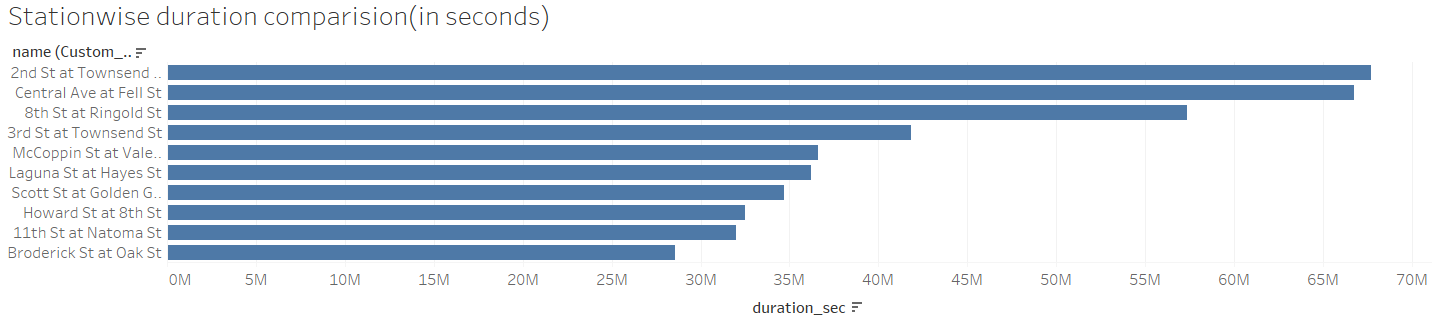 Stationwise duration comparision(in seconds)
name (Custom_..
2nd St at Townsend ..
Central Ave at Fell St
8th St at Ringold St
3rd St at Townsend St
McCoppin St at Vale..
Laguna St at Hayes St
Scott St at Golden G..
Howard St at 8th St
11th St at Natoma St
Broderick St at Oak St
0M 5M 10M 15M 20M 25M 30M 35M 40M 45M 50M 55M 60M 65M 70M
duration_sec